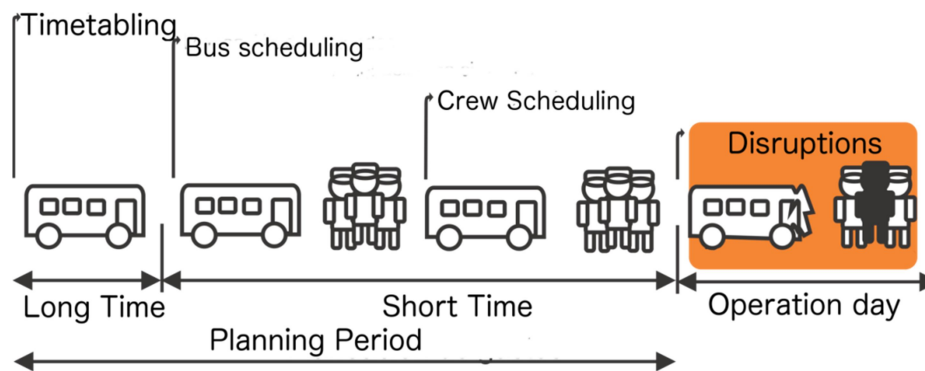 Timetabling
Bus scheduling
Crew Scheduling
Disruptions
Long Time
Short Time
Operation day
Planning Period